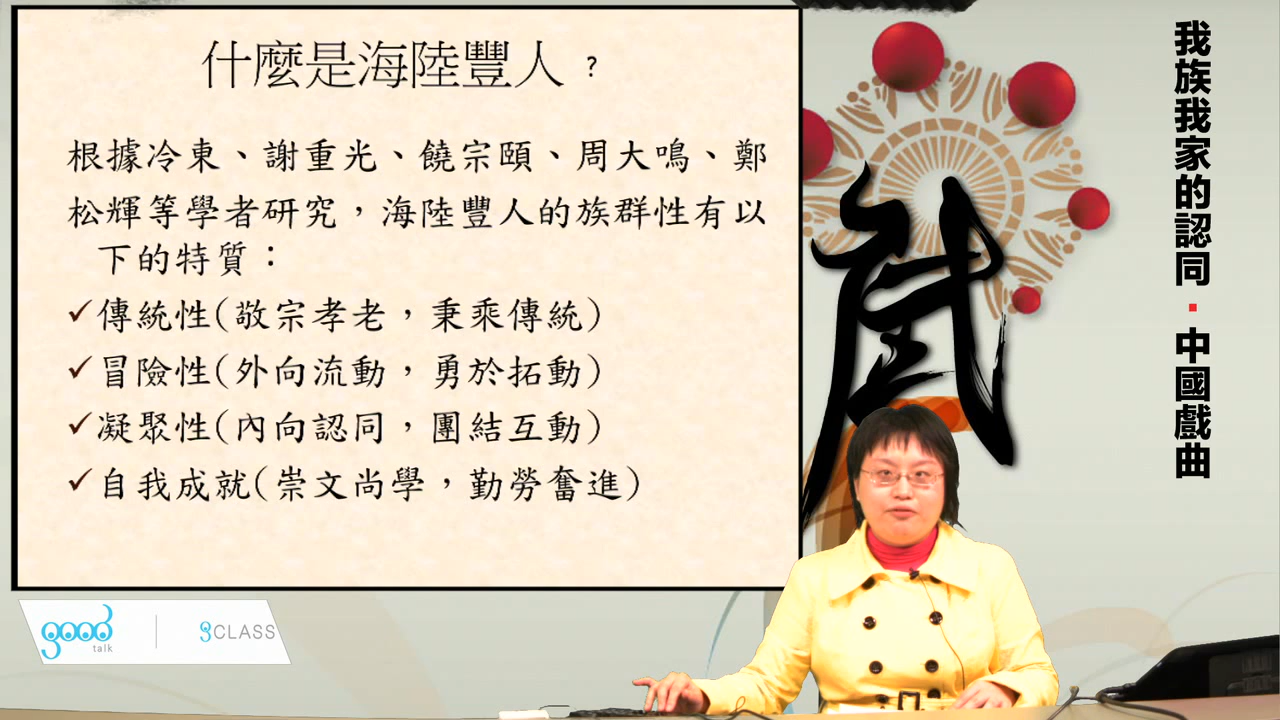 什麼是海陸豐人？
根據冷東、謝重光、饒宗頤、周大鳴、鄭
松輝等學者研究，海陸豐人的族群性有以
下的特質：
✓傳統性(敬宗孝老，秉乘傳統)
✓冒險性(外向流動，勇於拓動)
✓凝聚性(內向認同，團結互動)
✓自我成就(崇文尚學，勤勞奮進)
我族我家的認同·中國戲曲
good
talk
gCLASS